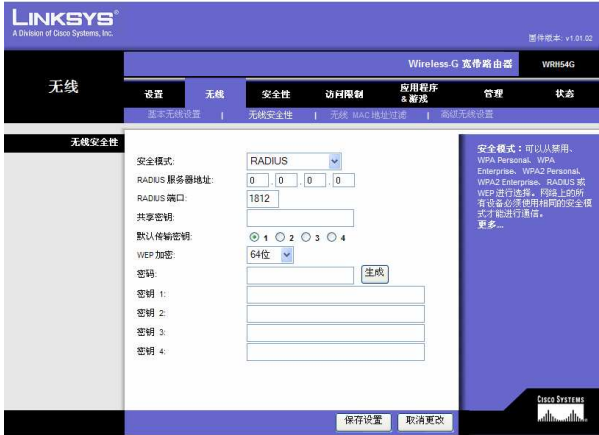 LINKSYS®
A Division of Cisco Systems, Inc.
固件版本: v1.01.02
Wireless-G 宽带路由器
WRH54G
无线
设置 无线 安全性 访问限制 应用程序 & 游戏 管理 状态
基本无线设置 | 无线安全性 | 无线 MAC 地址过滤 | 高级无线设置
无线安全性
安全模式: RADIUS
RADIUS 服务器地址: 0 . 0 . 0 . 0
RADIUS 端口: 1812
共享密钥:
默认传输密钥: 1 2 3 4
WEP 加密: 64位
密码: 生成
密钥 1:
密钥 2:
密钥 3:
密钥 4:
安全模式：可以从禁用、
WPA Personal、WPA
Enterprise、WPA2 Personal、
WPA2 Enterprise、RADIUS 或
WEP 进行选择。网络上的所
有设备必须使用相同的安全模
式才能进行通信。
更多...
保存设置 取消更改
CISCO SYSTEMS